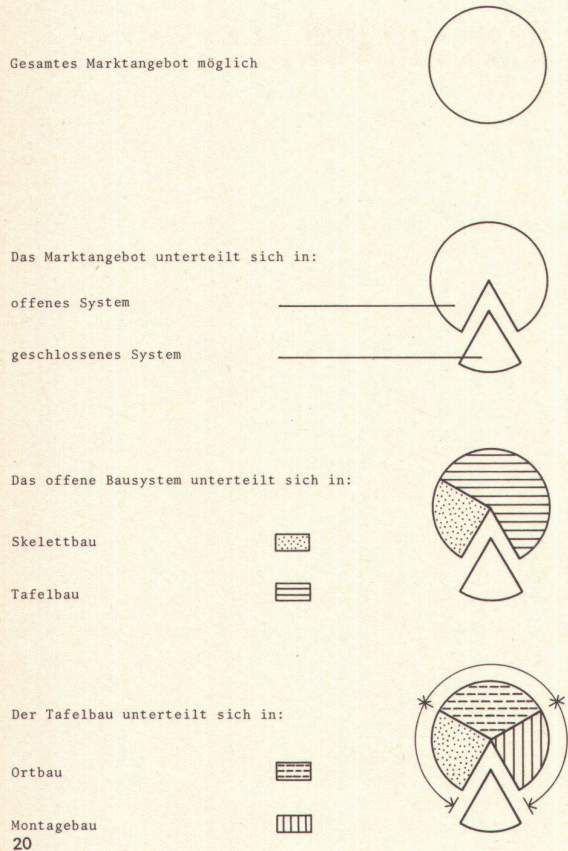 Gesamtes Marktangebot möglich
Das Marktangebot unterteilt sich in:
offenes System
geschlossenes System
Das offene Bausystem unterteilt sich in:
Skelettbau
Tafelbau
Der Tafelbau unterteilt sich in:
Ortbau
Montagebau
20